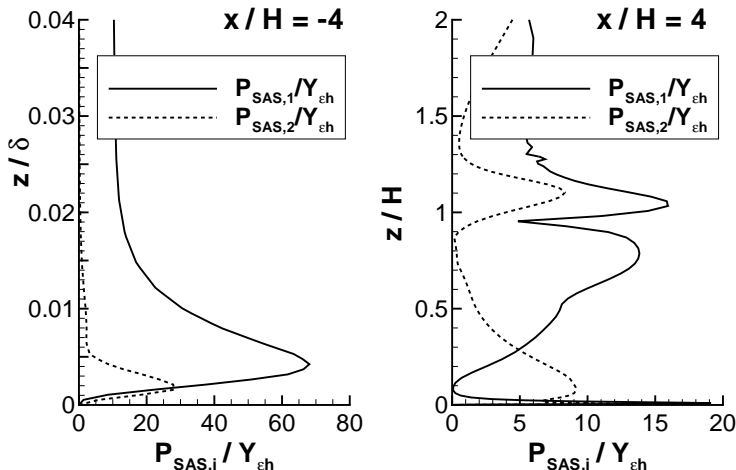 x / H = -4
P_SAS,1/Y_εh
P_SAS,2/Y_εh
z / δ
0.04
0.03
0.02
0.01
0
0 20 40 60 80
P_SAS,i / Y_εh
x / H = 4
P_SAS,1/Y_εh
P_SAS,2/Y_εh
z / H
2
1.5
1
0.5
0
0 5 10 15 20
P_SAS,i / Y_εh